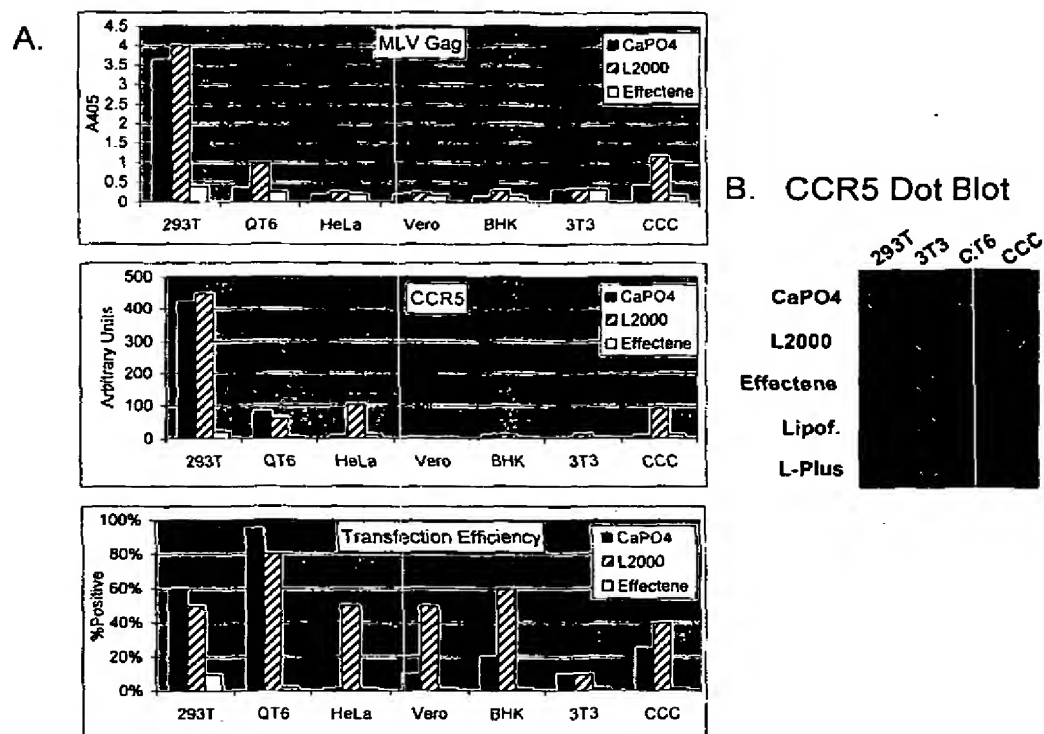 A.
MLV Gag
CaPO4
L2000
Effectene
A405
4.5
4
3.5
3
2.5
2
1.5
1
0.5
0
293T QT6 HeLa Vero BHK 3T3 CCC
CCR5
CaPO4
L2000
Effectene
Arbitrary Units
500
400
300
200
100
0
293T QT6 HeLa Vero BHK 3T3 CCC
Transfection Efficiency
CaPO4
L2000
Effectene
%Positive
100%
80%
60%
40%
20%
0%
293T QT6 HeLa Vero BHK 3T3 CCC
B. CCR5 Dot Blot
293T 3T3 CCC
CaPO4
L2000
Effectene
Lipof.
L-Plus